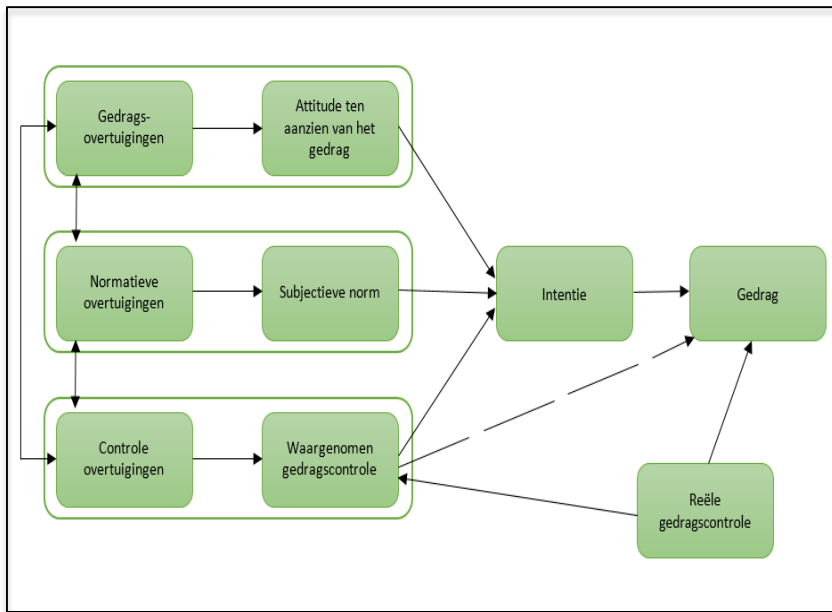 Gedrags-
overtuigingen
Attitude ten
aanzien van het
gedrag
Normatieve
overtuigingen
Subjectieve norm
Intentie
Gedrag
Controle
overtuigingen
Waargenomen
gedragscontrole
Reële
gedragscontrole